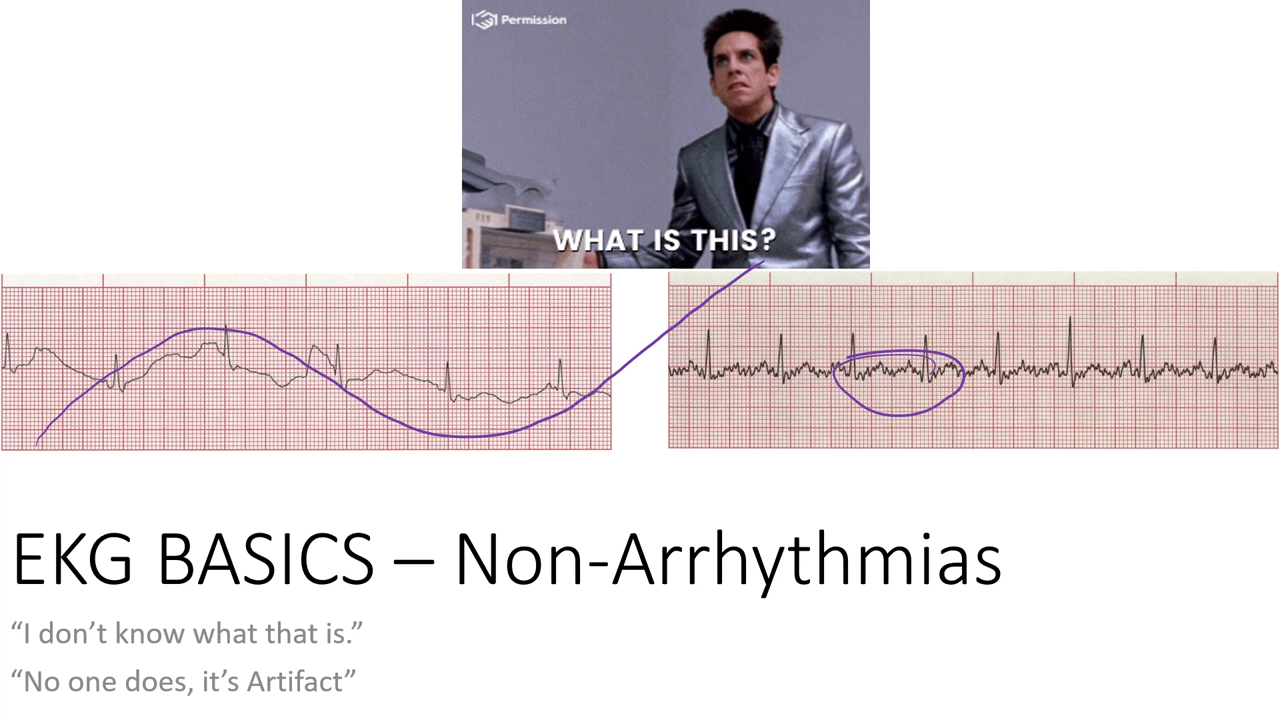 Permission
WHAT IS THIS?
EKG BASICS – Non-Arrhythmias
“I don’t know what that is.”
“No one does, it’s Artifact”